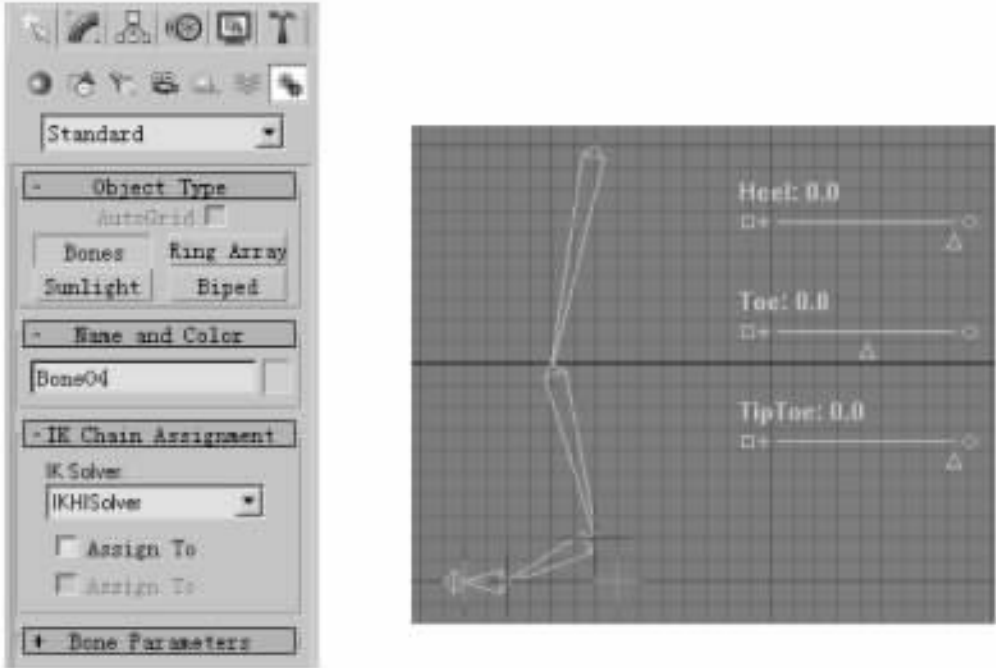 Standard
- Object Type
AutoGrid
Bones Ring Array
Sunlight Biped
- Name and Color
Bone04
- IK Chain Assignment
IK Solver
IKHISolver
Assign To
Assign To
+ Bone Parameters
Heel: 0.0
Toe: 0.0
TipToe: 0.0